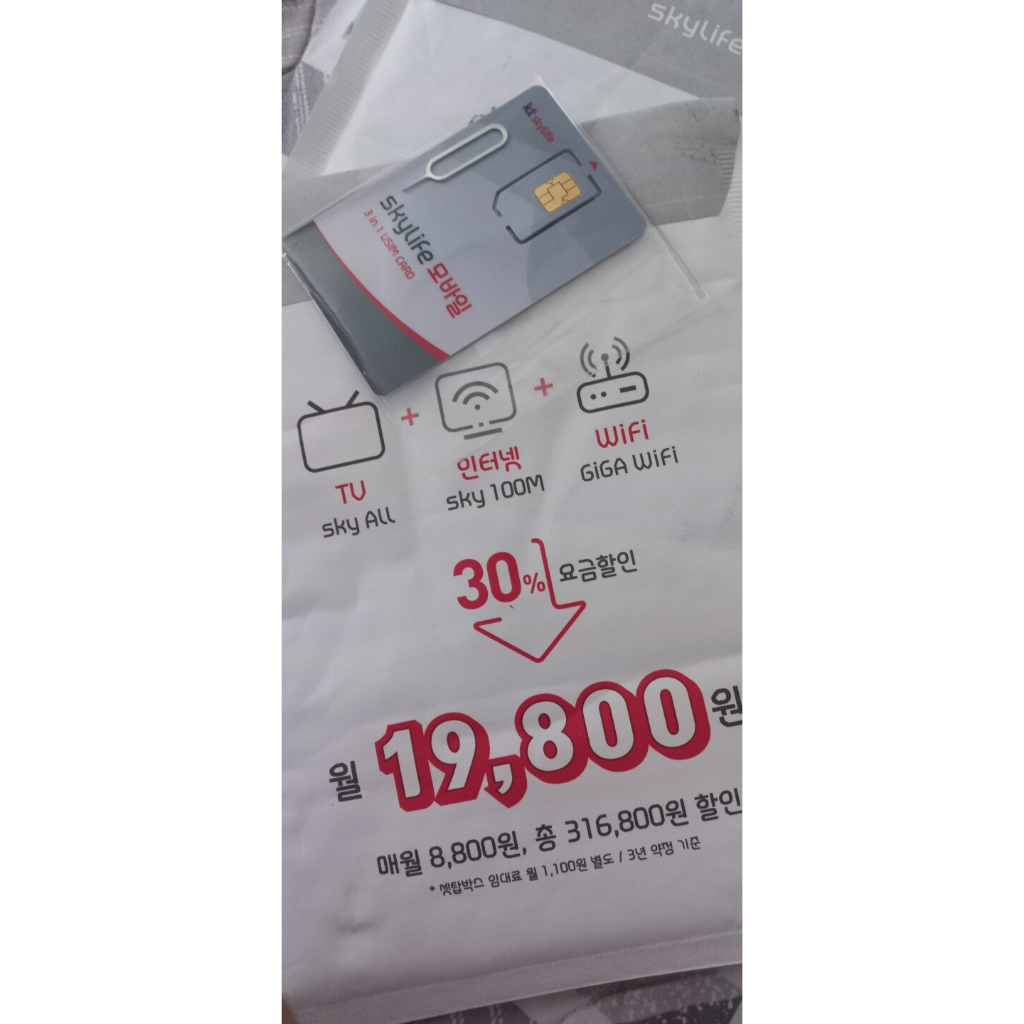 skylife
kt skylife
skylife 모바일
3 in 1 USIM CARD
TV + 인터넷 + WiFi
sky All sky 100M GiGA WiFi
30% 요금할인
월 19,800원
매월 8,800원, 총 316,800원 할인
* 셋탑박스 임대료 월 1,100원 별도 / 3년 약정 기준